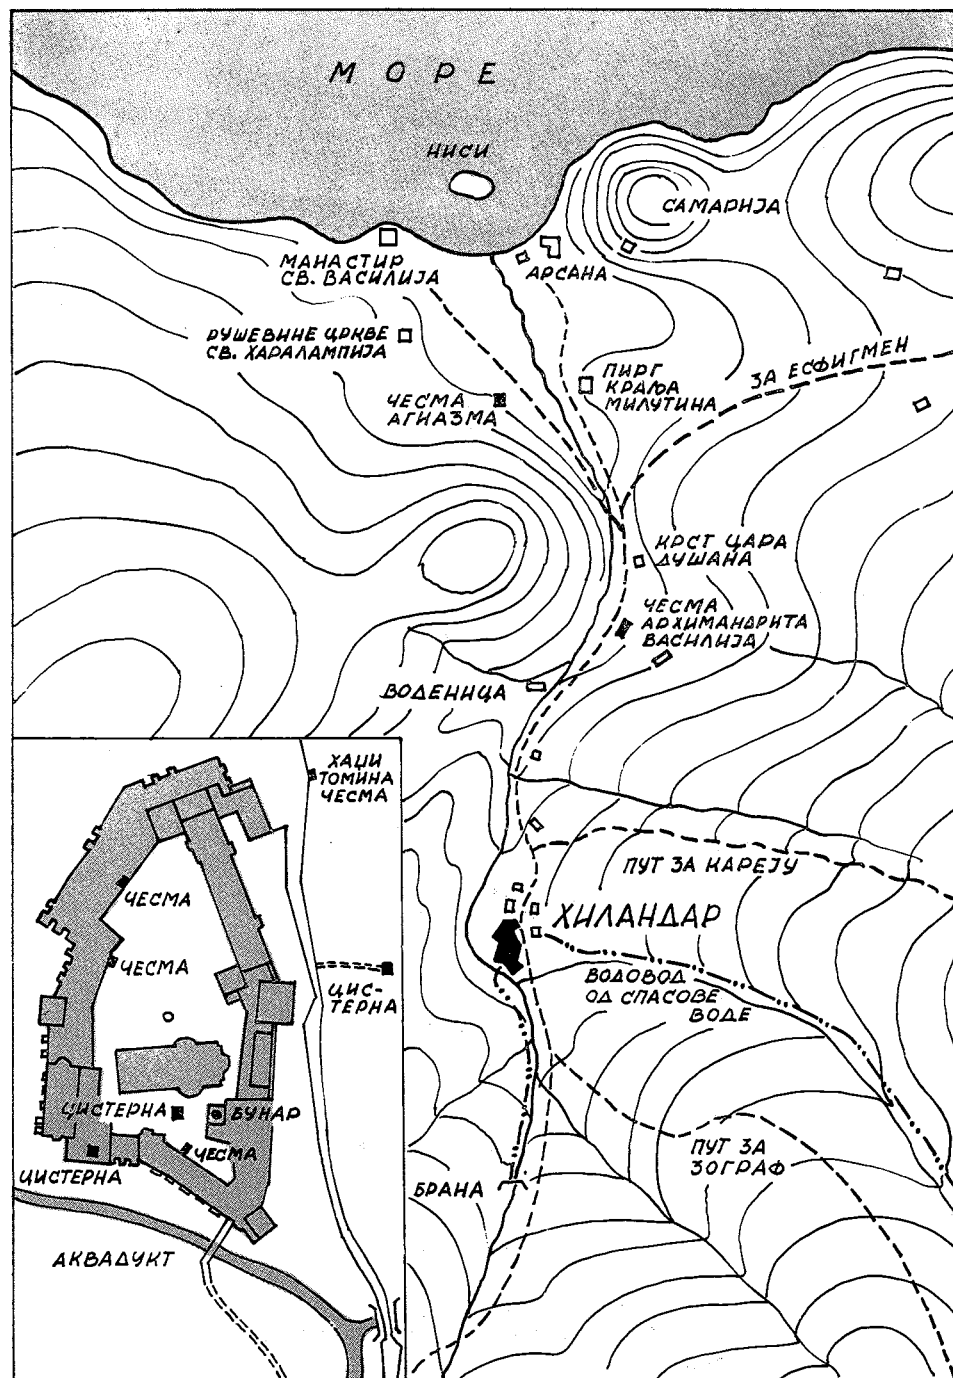 МОРЕ
НИСИ
САМАРИЈА
МАНАСТИР
СВ. ВАСИЛИЈА
АРСАНА
РУШЕВИНЕ ЦРКВЕ
СВ. ХАРАЛАМПИЈА
ЗА ЕСФИГМЕН
ПИРГ
КРАЉА
МИЛУТИНА
ЧЕСМА
АГИАЗМА
КРСТ ЦАРА
ДУШАНА
ЧЕСМА
АРХИМАНДРИТА
ВАСИЛИЈА
ВОДЕНИЦА
ПУТ ЗА КАРЕЈУ
ХИЛАНДАР
ВОДОВОД
ОД СПАСОВЕ
ВОДЕ
ПУТ ЗА
ЗОГРАФ
БРАНА
ХАЏИ
ТОМИНА
ЧЕСМА
ЧЕСМА
ЧЕСМА
ЦИС-
ТЕРНА
ЦИСТЕРНА
БУНАР
ЧЕСМА
ЦИСТЕРНА
АКВАДУКТ